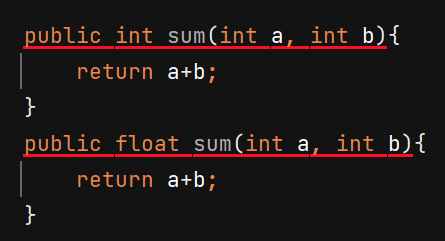 public int sum(int a, int b){
    return a+b;
}
public float sum(int a, int b){
    return a+b;
}